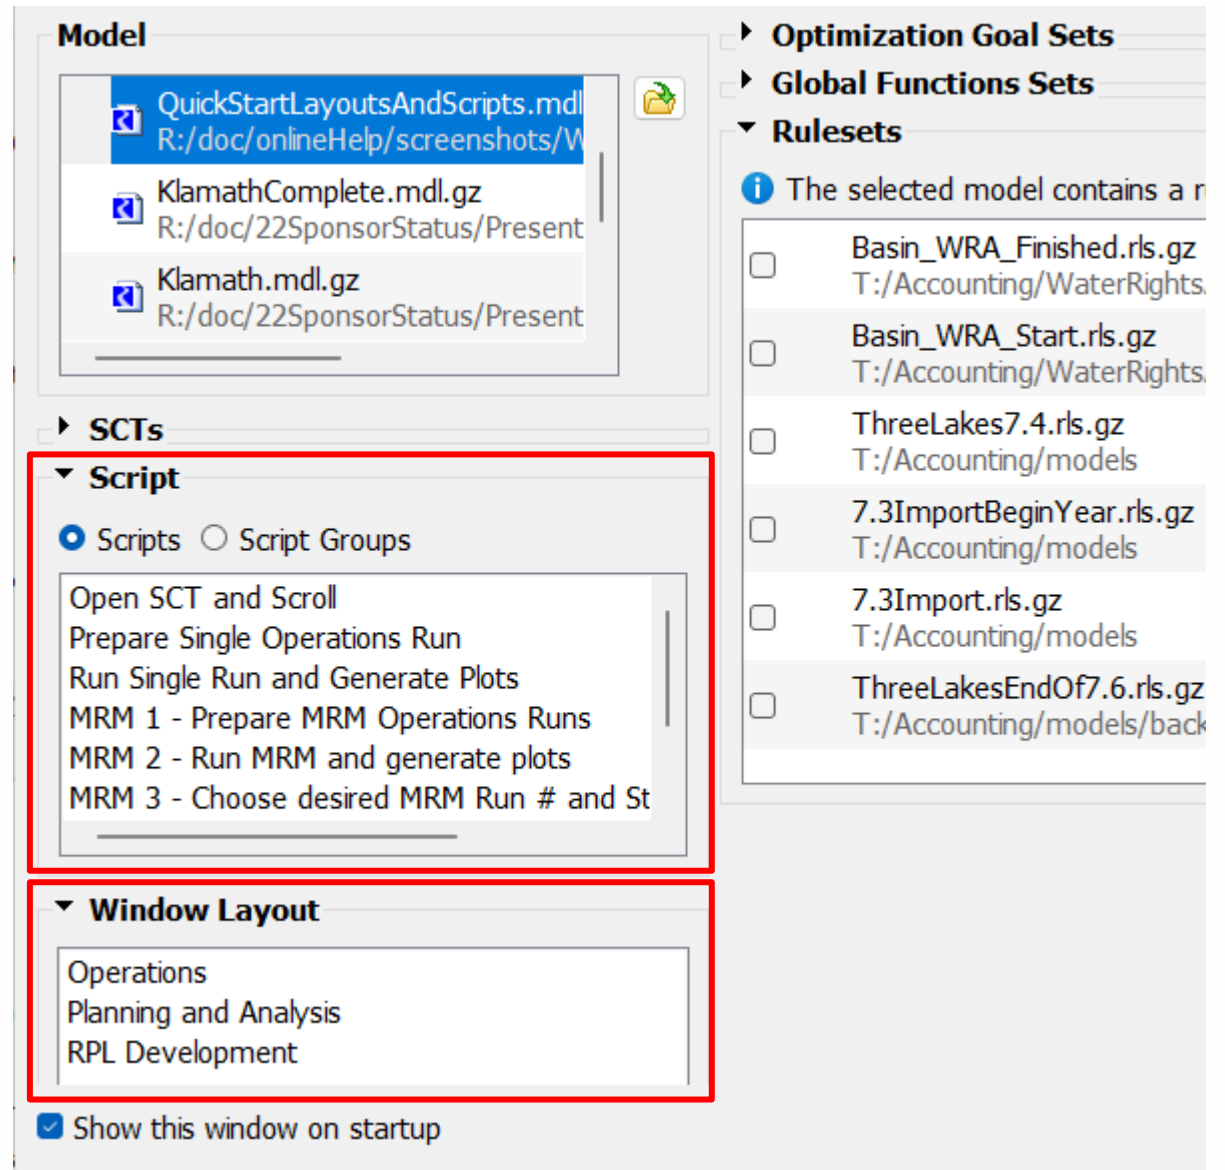 Model
QuickStartLayoutsAndScripts.mdl
R:/doc/onlineHelp/screenshots/W
KlamathComplete.mdl.gz
R:/doc/22SponsorStatus/Present
Klamath.mdl.gz
R:/doc/22SponsorStatus/Present
SCTs
Script
Scripts
Script Groups
Open SCT and Scroll
Prepare Single Operations Run
Run Single Run and Generate Plots
MRM 1 - Prepare MRM Operations Runs
MRM 2 - Run MRM and generate plots
MRM 3 - Choose desired MRM Run # and St
Window Layout
Operations
Planning and Analysis
RPL Development
Show this window on startup
Optimization Goal Sets
Global Functions Sets
Rulesets
The selected model contains a r
Basin_WRA_Finished.rls.gz
T:/Accounting/WaterRights
Basin_WRA_Start.rls.gz
T:/Accounting/WaterRights
ThreeLakes7.4.rls.gz
T:/Accounting/models
7.3ImportBeginYear.rls.gz
T:/Accounting/models
7.3Import.rls.gz
T:/Accounting/models
ThreeLakesEndOf7.6.rls.gz
T:/Accounting/models/back